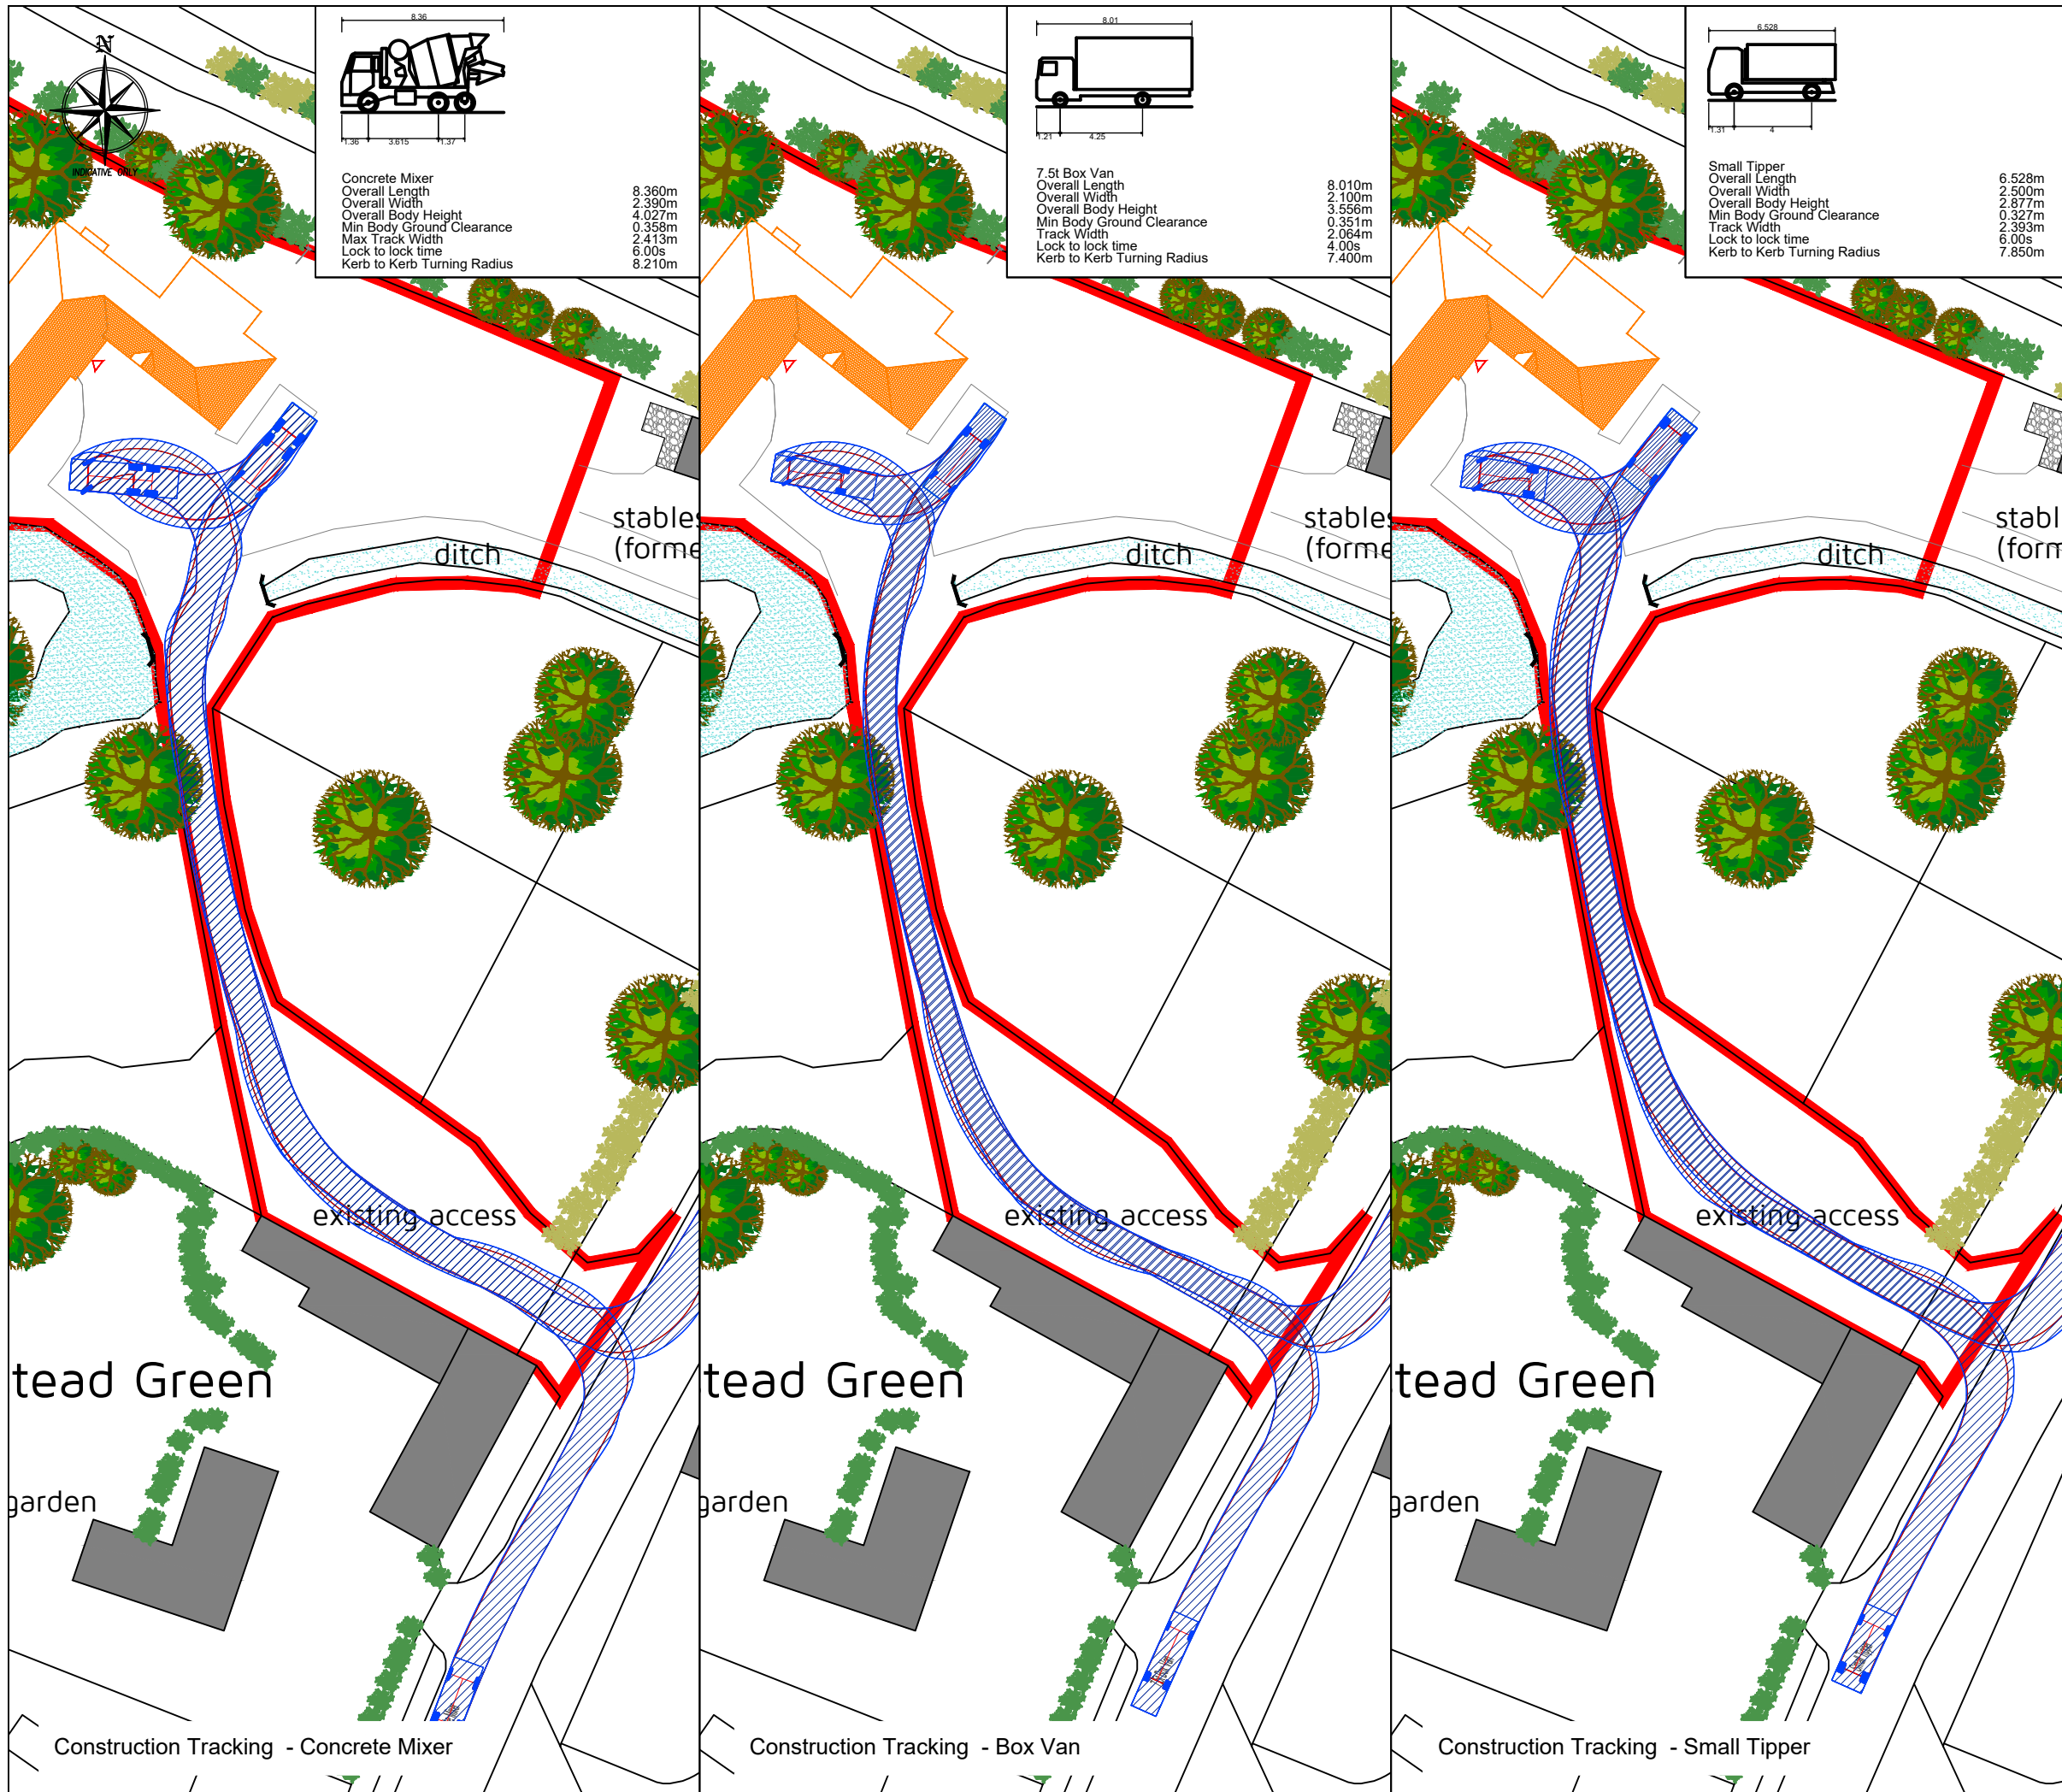 N
INDICATIVE ONLY
8.36
1.36 3.615 1.37
Concrete Mixer
Overall Length 8.360m
Overall Width 2.390m
Overall Body Height 4.027m
Min Body Ground Clearance 0.358m
Max Track Width 2.413m
Lock to lock time 6.00s
Kerb to Kerb Turning Radius 8.210m
stables
(forme
ditch
existing access
tead Green
garden
Construction Tracking - Concrete Mixer
8.01
1.21 4.25
7.5t Box Van
Overall Length 8.010m
Overall Width 2.100m
Overall Body Height 3.556m
Min Body Ground Clearance 0.351m
Track Width 2.064m
Lock to lock time 4.00s
Kerb to Kerb Turning Radius 7.400m
stables
(forme
ditch
existing access
tead Green
garden
Construction Tracking - Box Van
6.528
1.31 4
Small Tipper
Overall Length 6.528m
Overall Width 2.500m
Overall Body Height 2.877m
Min Body Ground Clearance 0.327m
Track Width 2.393m
Lock to lock time 6.00s
Kerb to Kerb Turning Radius 7.850m
stabl
(form
ditch
existing access
tead Green
garden
Construction Tracking - Small Tipper